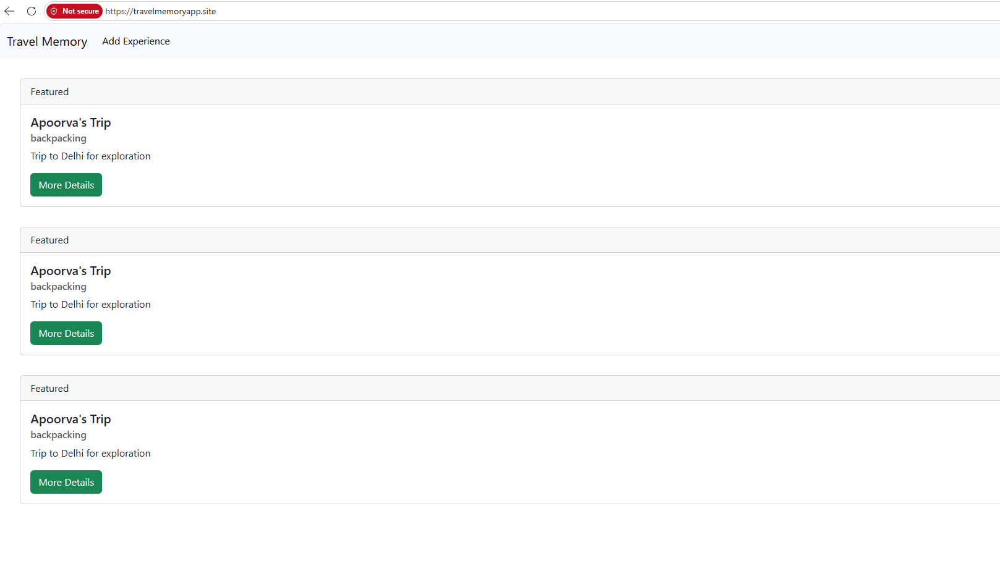 Not secure https://travelmemoryapp.site
Travel Memory Add Experience
Featured
Apoorva's Trip
backpacking
Trip to Delhi for exploration
More Details
Featured
Apoorva's Trip
backpacking
Trip to Delhi for exploration
More Details
Featured
Apoorva's Trip
backpacking
Trip to Delhi for exploration
More Details